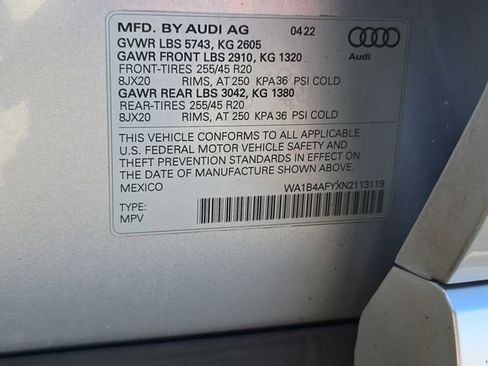 MFD. BY AUDI AG 04:22
GVWR LBS 5743, KG 2605
GAWR FRONT LBS 2910, KG 1320
FRONT-TIRES 255/45 R20
8JX20 RIMS, AT 250 KPA 36 PSI COLD
GAWR REAR LBS 3042, KG 1380
REAR-TIRES 255/45 R20
8JX20 RIMS, AT 250 KPA 36 PSI COLD
Audi
THIS VEHICLE CONFORMS TO ALL APPLICABLE
U.S. FEDERAL MOTOR VEHICLE SAFETY AND
THEFT PREVENTION STANDARDS IN EFFECT ON
THE DATE OF MANUFACTURE SHOWN ABOVE.
MEXICO WA1B4AFYXN2113119
TYPE:
MPV